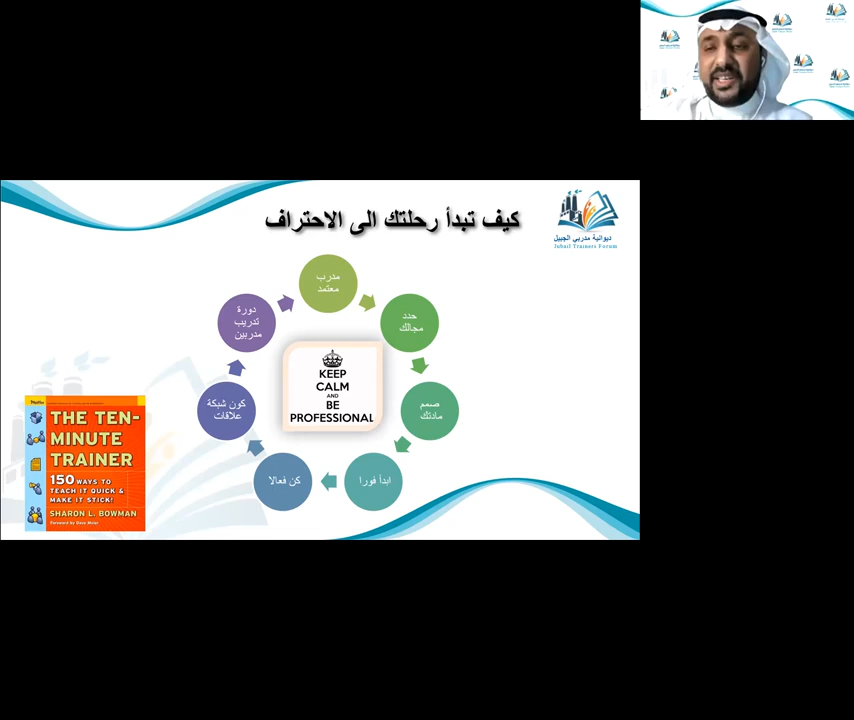 كيف تبدأ رحلتك الى الاحتراف
ديوانية مدربي الجبيل
Jubail Trainers Forum
مدرب
معتمد
حدد
مجالك
صمم
مادتك
ابدأ فورا
كن فعالا
كون شبكة
علاقات
دورة
تدريب
مدربين
KEEP
CALM
AND
BE
PROFESSIONAL
THE TEN-
MINUTE
TRAINER
150 WAYS TO
TEACH IT QUICK &
MAKE IT STICK!
SHARON L. BOWMAN